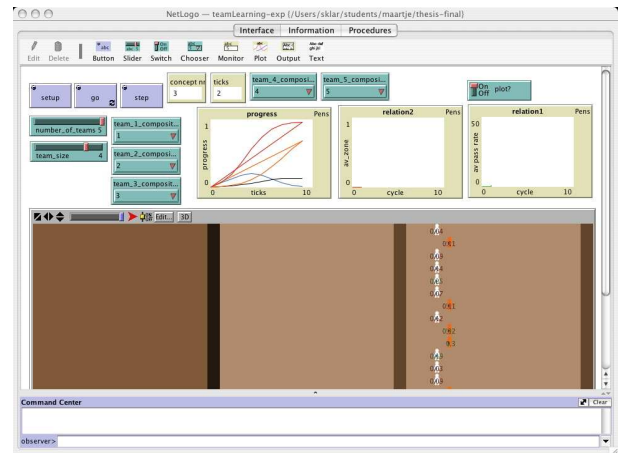 NetLogo — teamLearning-exp (/Users/sklar/students/maartje/thesis-final)
Interface Information Procedures
Edit Delete Button Slider Switch Chooser Monitor Plot Output Text
setup
go
step
concept nr
3
ticks
2
team_4_composi...
4
team_5_composi...
5
On
Off
plot?
number_of_teams 5
team_size 4
team_1_composit...
1
team_2_composit...
2
team_3_composit...
3
progress
Pens
progress
1
0
0 ticks 10
relation2
Pens
av_zone
1
0
0 cycle 10
relation1
Pens
av pass rate
50
0
0 cycle 10
Edit... 3D
Command Center
Clear
observer>